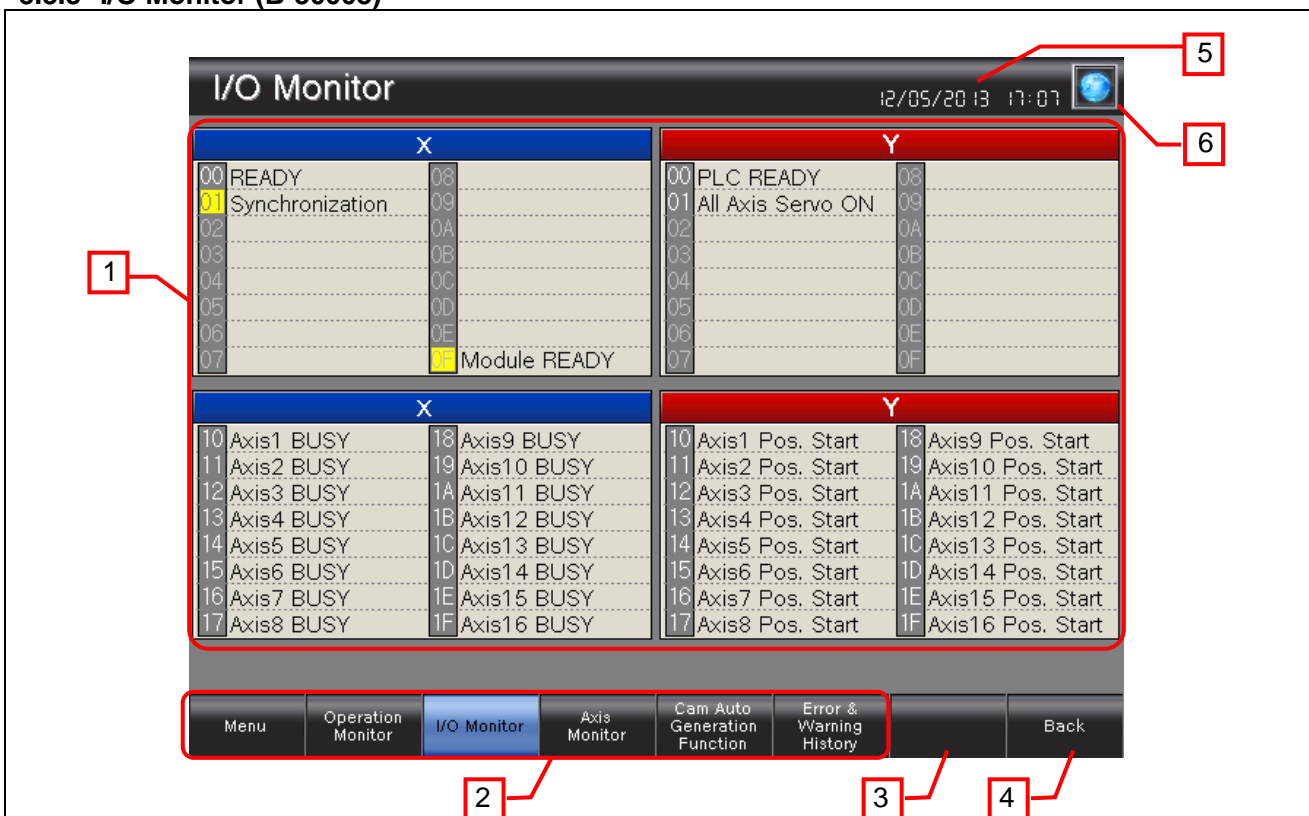 I/O Monitor
5
I/O Monitor
12/05/2013 17:07
6
X
Y
00 READY 08
00 PLC READY 08
01 Synchronization 09
01 All Axis Servo ON 09
02 0A
02 0A
03 0B
03 0B
1
04 0C
04 0C
05 0D
05 0D
06 0E
06 0E
07 0F Module READY
07 0F
X
Y
10 Axis1 BUSY 18 Axis9 BUSY
10 Axis1 Pos. Start 18 Axis9 Pos. Start
11 Axis2 BUSY 19 Axis10 BUSY
11 Axis2 Pos. Start 19 Axis10 Pos. Start
12 Axis3 BUSY 1A Axis11 BUSY
12 Axis3 Pos. Start 1A Axis11 Pos. Start
13 Axis4 BUSY 1B Axis12 BUSY
13 Axis4 Pos. Start 1B Axis12 Pos. Start
14 Axis5 BUSY 1C Axis13 BUSY
14 Axis5 Pos. Start 1C Axis13 Pos. Start
15 Axis6 BUSY 1D Axis14 BUSY
15 Axis6 Pos. Start 1D Axis14 Pos. Start
16 Axis7 BUSY 1E Axis15 BUSY
16 Axis7 Pos. Start 1E Axis15 Pos. Start
17 Axis8 BUSY 1F Axis16 BUSY
17 Axis8 Pos. Start 1F Axis16 Pos. Start
Menu
Operation
Monitor
I/O Monitor
Axis
Monitor
Cam Auto
Generation
Function
Error &
Warning
History
Back
2
3
4